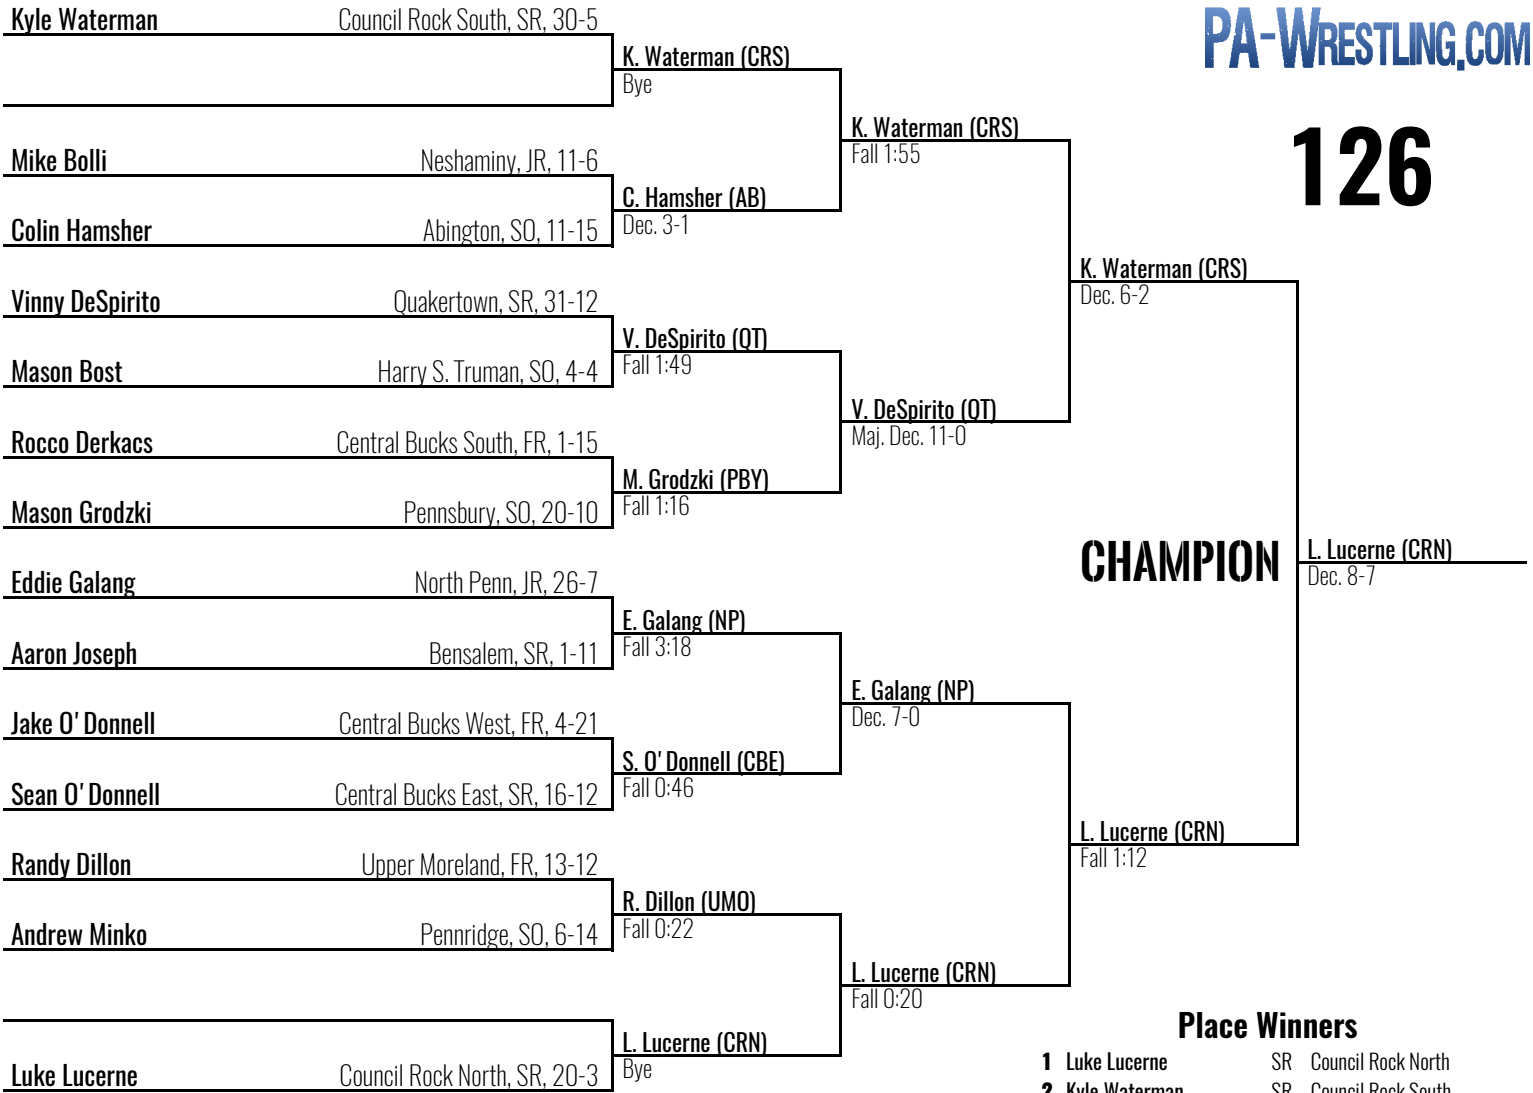 Kyle Waterman Council Rock South, SR, 30-5
PA-WRESTLING.COM
K. Waterman (CRS)
Bye
K. Waterman (CRS)
Fall 1:55
126
Mike Bolli Neshaminy, JR, 11-6
C. Hamsher (AB)
Dec. 3-1
Colin Hamsher Abington, SO, 11-15
K. Waterman (CRS)
Dec. 6-2
Vinny DeSpirito Quakertown, SR, 31-12
V. DeSpirito (QT)
Fall 1:49
Mason Bost Harry S. Truman, SO, 4-4
V. DeSpirito (QT)
Maj. Dec. 11-0
Rocco Derkacs Central Bucks South, FR, 1-15
M. Grodzki (PBY)
Fall 1:16
Mason Grodzki Pennsbury, SO, 20-10
CHAMPION
L. Lucerne (CRN)
Dec. 8-7
Eddie Galang North Penn, JR, 26-7
E. Galang (NP)
Fall 3:18
Aaron Joseph Bensalem, SR, 1-11
E. Galang (NP)
Dec. 7-0
Jake O'Donnell Central Bucks West, FR, 4-21
S. O'Donnell (CBE)
Fall 0:46
Sean O'Donnell Central Bucks East, SR, 16-12
L. Lucerne (CRN)
Fall 1:12
Randy Dillon Upper Moreland, FR, 13-12
R. Dillon (UMO)
Fall 0:22
Andrew Minko Pennridge, SO, 6-14
L. Lucerne (CRN)
Fall 0:20
L. Lucerne (CRN)
Bye
Luke Lucerne Council Rock North, SR, 20-3
Place Winners
1 Luke Lucerne SR Council Rock North
2 Kyle Waterman SR Council Rock South